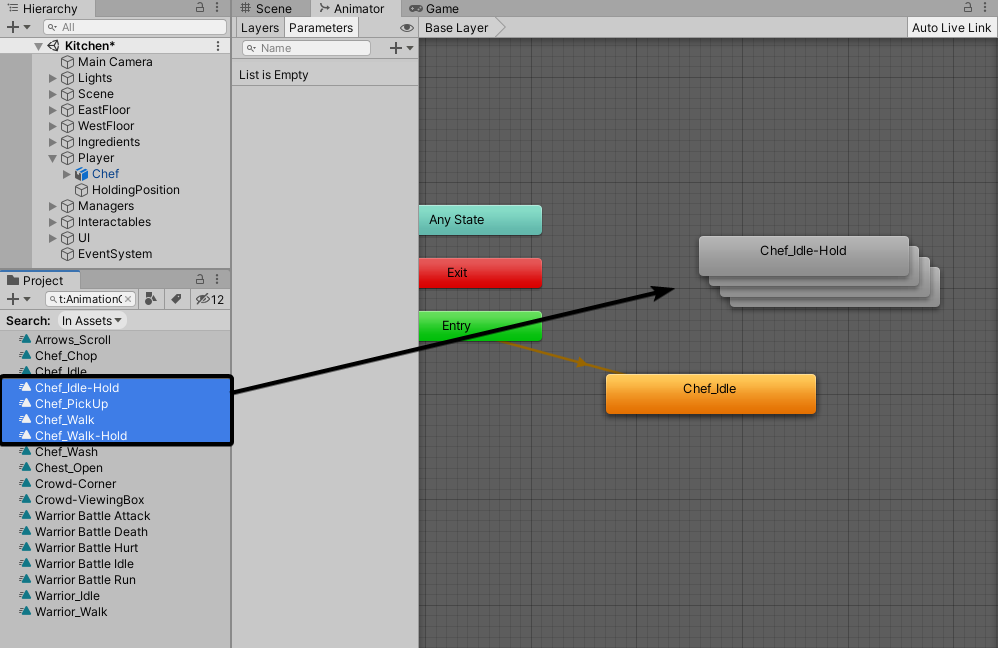 Hierarchy
All
Kitchen*
Main Camera
Lights
Scene
EastFloor
WestFloor
Ingredients
Player
Chef
HoldingPosition
Managers
Interactables
UI
EventSystem
Project
t:AnimationC
12
Search: In Assets
Arrows_Scroll
Chef_Chop
Chef_Idle
Chef_Idle-Hold
Chef_PickUp
Chef_Walk
Chef_Walk-Hold
Chef_Wash
Chest_Open
Crowd-Corner
Crowd-ViewingBox
Warrior Battle Attack
Warrior Battle Death
Warrior Battle Hurt
Warrior Battle Idle
Warrior Battle Run
Warrior_Idle
Warrior_Walk
Scene Animator Game
Layers Parameters Base Layer Auto Live Link
Name
List is Empty
Any State
Exit
Entry
Chef_Idle-Hold
Chef_Idle